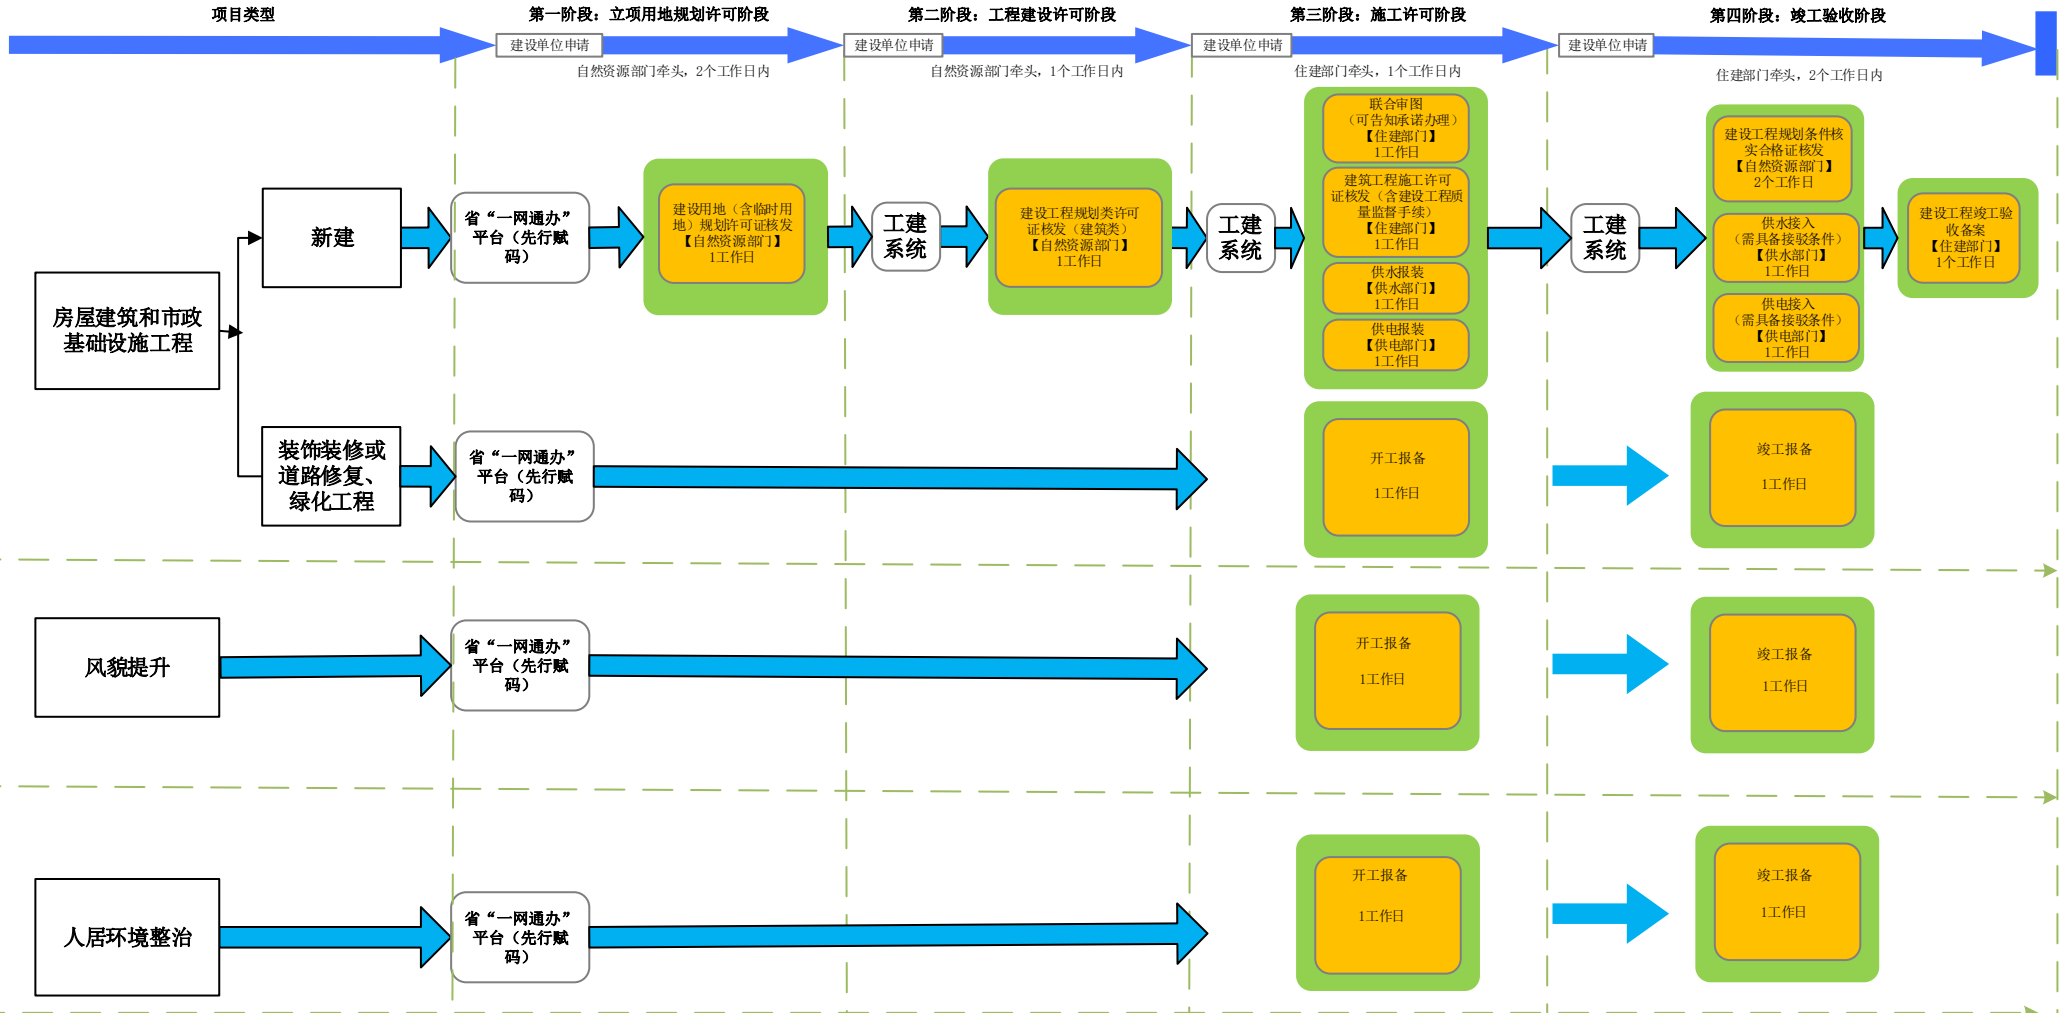 项目类型
第一阶段：立项用地规划许可阶段
第二阶段：工程建设许可阶段
第三阶段：施工许可阶段
第四阶段：竣工验收阶段
建设单位申请
建设单位申请
建设单位申请
建设单位申请
自然资源部门牵头，2个工作日内
自然资源部门牵头，1个工作日内
住建部门牵头，1个工作日内
住建部门牵头，2个工作日内
房屋建筑和市政
基础设施工程
新建
省“一网通办”
平台（先行赋
码）
建设用地（含临时用
地）规划许可证核发
【自然资源部门】
1工作日
工建
系统
建设工程规划类许可
证核发（建筑类）
【自然资源部门】
1工作日
工建
系统
联合审图
（可告知承诺办理）
【住建部门】
1工作日
建筑工程施工许可
证核发（含建设工程质
量监督手续）
【住建部门】
1工作日
供水报装
【供水部门】
1工作日
供电报装
【供电部门】
1工作日
工建
系统
建设工程规划条件核
实合格证核发
【自然资源部门】
2个工作日
供水接入
（需具备接驳条件）
【供水部门】
1工作日
供电接入
（需具备接驳条件）
【供电部门】
1工作日
建设工程竣工验
收备案
【住建部门】
1个工作日
装饰装修或
道路修复、
绿化工程
省“一网通办”
平台（先行赋
码）
开工报备
1工作日
竣工报备
1工作日
风貌提升
省“一网通办”
平台（先行赋
码）
开工报备
1工作日
竣工报备
1工作日
人居环境整治
省“一网通办”
平台（先行赋
码）
开工报备
1工作日
竣工报备
1工作日